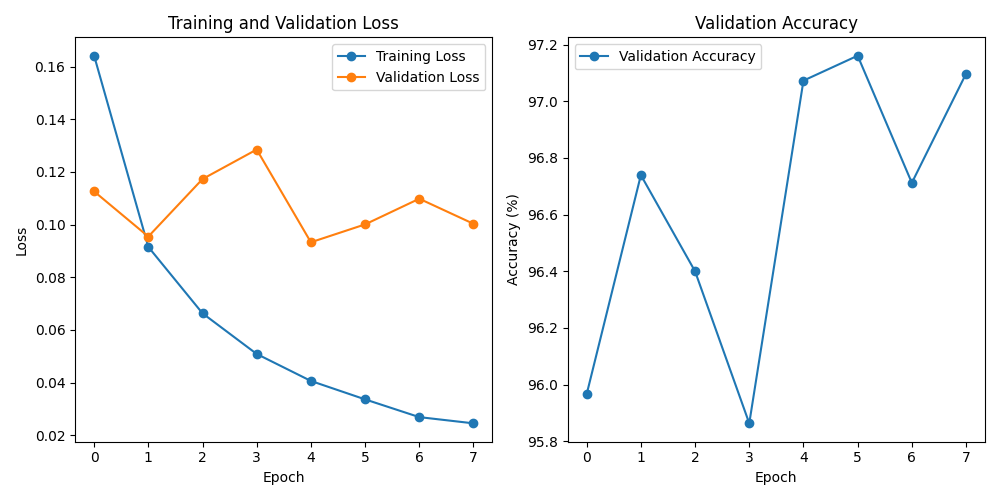 Training and Validation Loss
Training Loss
Validation Loss
0.16
0.14
0.12
0.10
0.08
0.06
0.04
0.02
Loss
0 1 2 3 4 5 6 7
Epoch
Validation Accuracy
Validation Accuracy
97.2
97.0
96.8
96.6
96.4
96.2
96.0
95.8
Accuracy (%)
0 1 2 3 4 5 6 7
Epoch